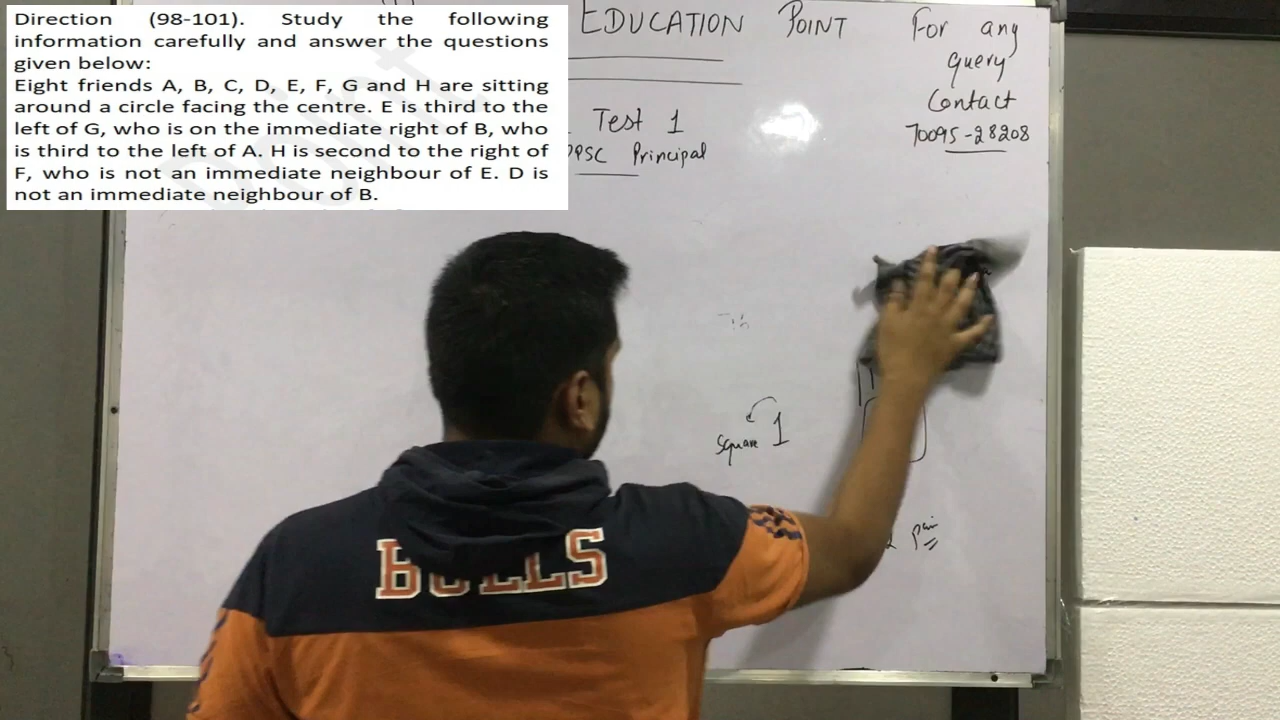 Direction (98-101). Study the following
information carefully and answer the questions
given below:
Eight friends A, B, C, D, E, F, G and H are sitting
around a circle facing the centre. E is third to the
left of G, who is on the immediate right of B, who
is third to the left of A. H is second to the right of
F, who is not an immediate neighbour of E. D is
not an immediate neighbour of B.
EDUCATION POINT
Test 1
Principal
For any
query
Contact
70095-28208
square 1
pair
BULLS